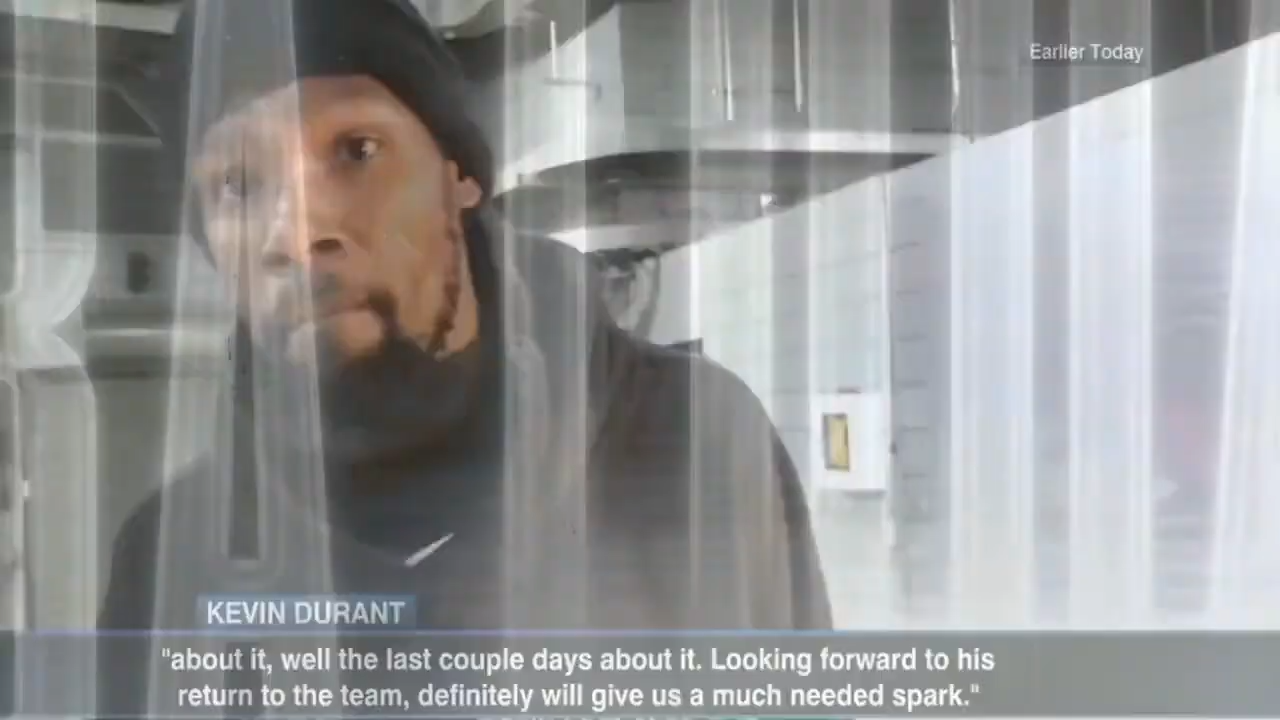 Earlier Today
KEVIN DURANT
"about it, well the last couple days about it. Looking forward to his
return to the team, definitely will give us a much needed spark."